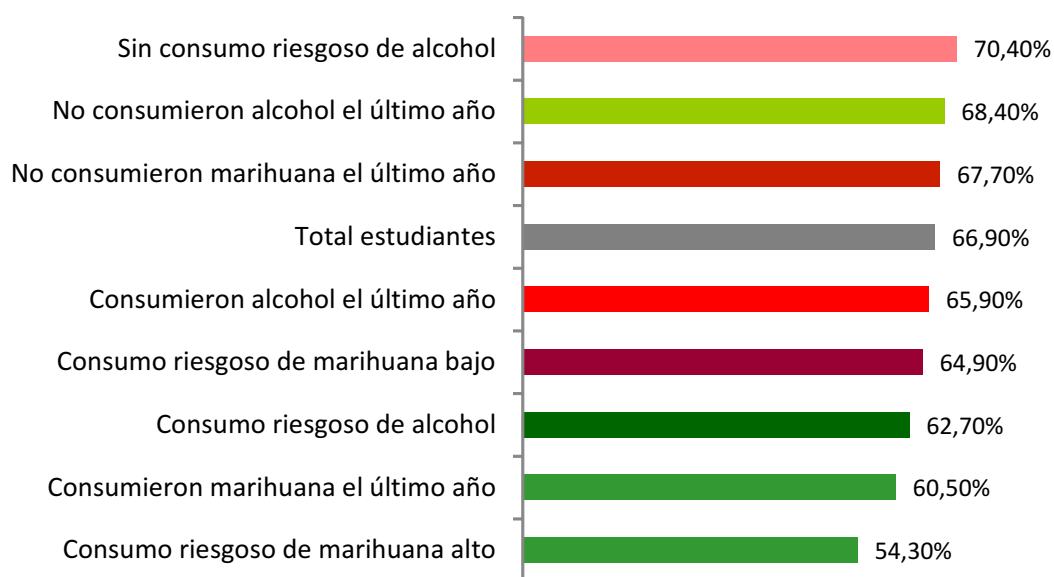 Sin consumo riesgoso de alcohol 70,40%
No consumieron alcohol el último año 68,40%
No consumieron marihuana el último año 67,70%
Total estudiantes 66,90%
Consumieron alcohol el último año 65,90%
Consumo riesgoso de marihuana bajo 64,90%
Consumo riesgoso de alcohol 62,70%
Consumieron marihuana el último año 60,50%
Consumo riesgoso de marihuana alto 54,30%